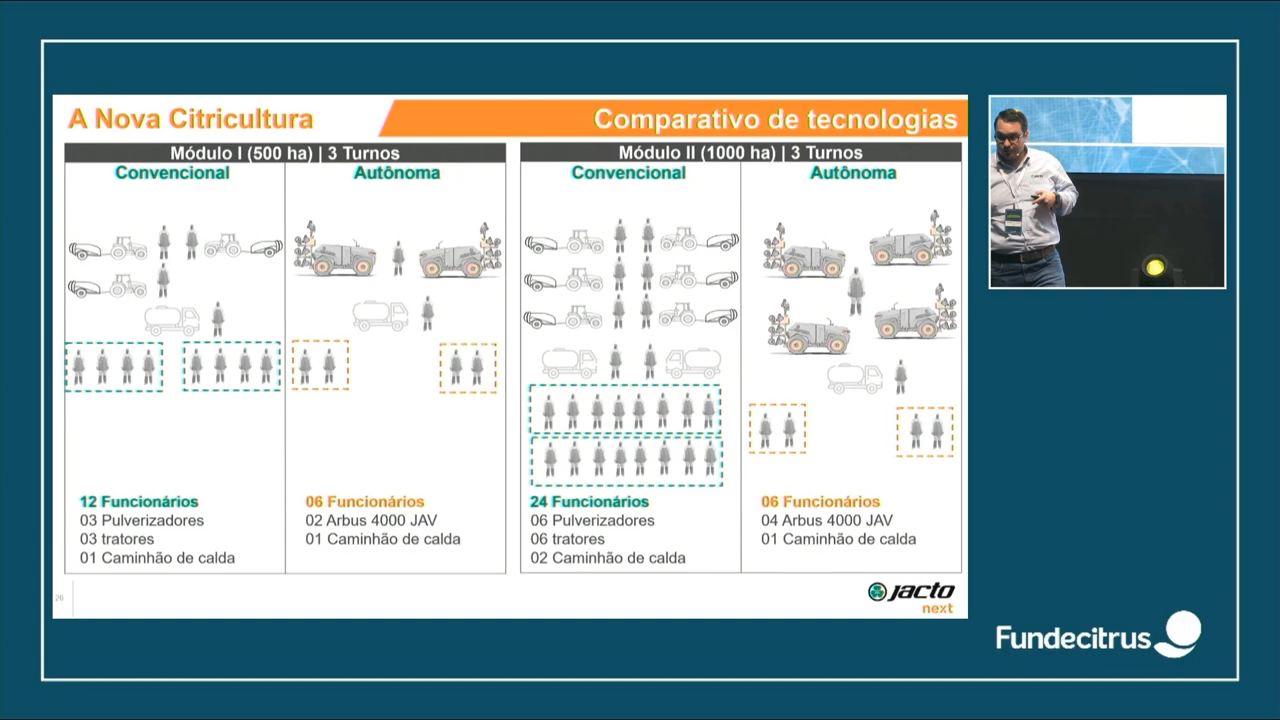 A Nova Citricultura
Comparativo de tecnologias
Módulo I (500 ha) | 3 Turnos
Convencional
Autônoma
12 Funcionários
03 Pulverizadores
03 tratores
01 Caminhão de calda
06 Funcionários
02 Arbus 4000 JAV
01 Caminhão de calda
Módulo II (1000 ha) | 3 Turnos
Convencional
Autônoma
24 Funcionários
06 Pulverizadores
06 tratores
02 Caminhão de calda
06 Funcionários
04 Arbus 4000 JAV
01 Caminhão de calda
26
jacto
next
Fundecitrus